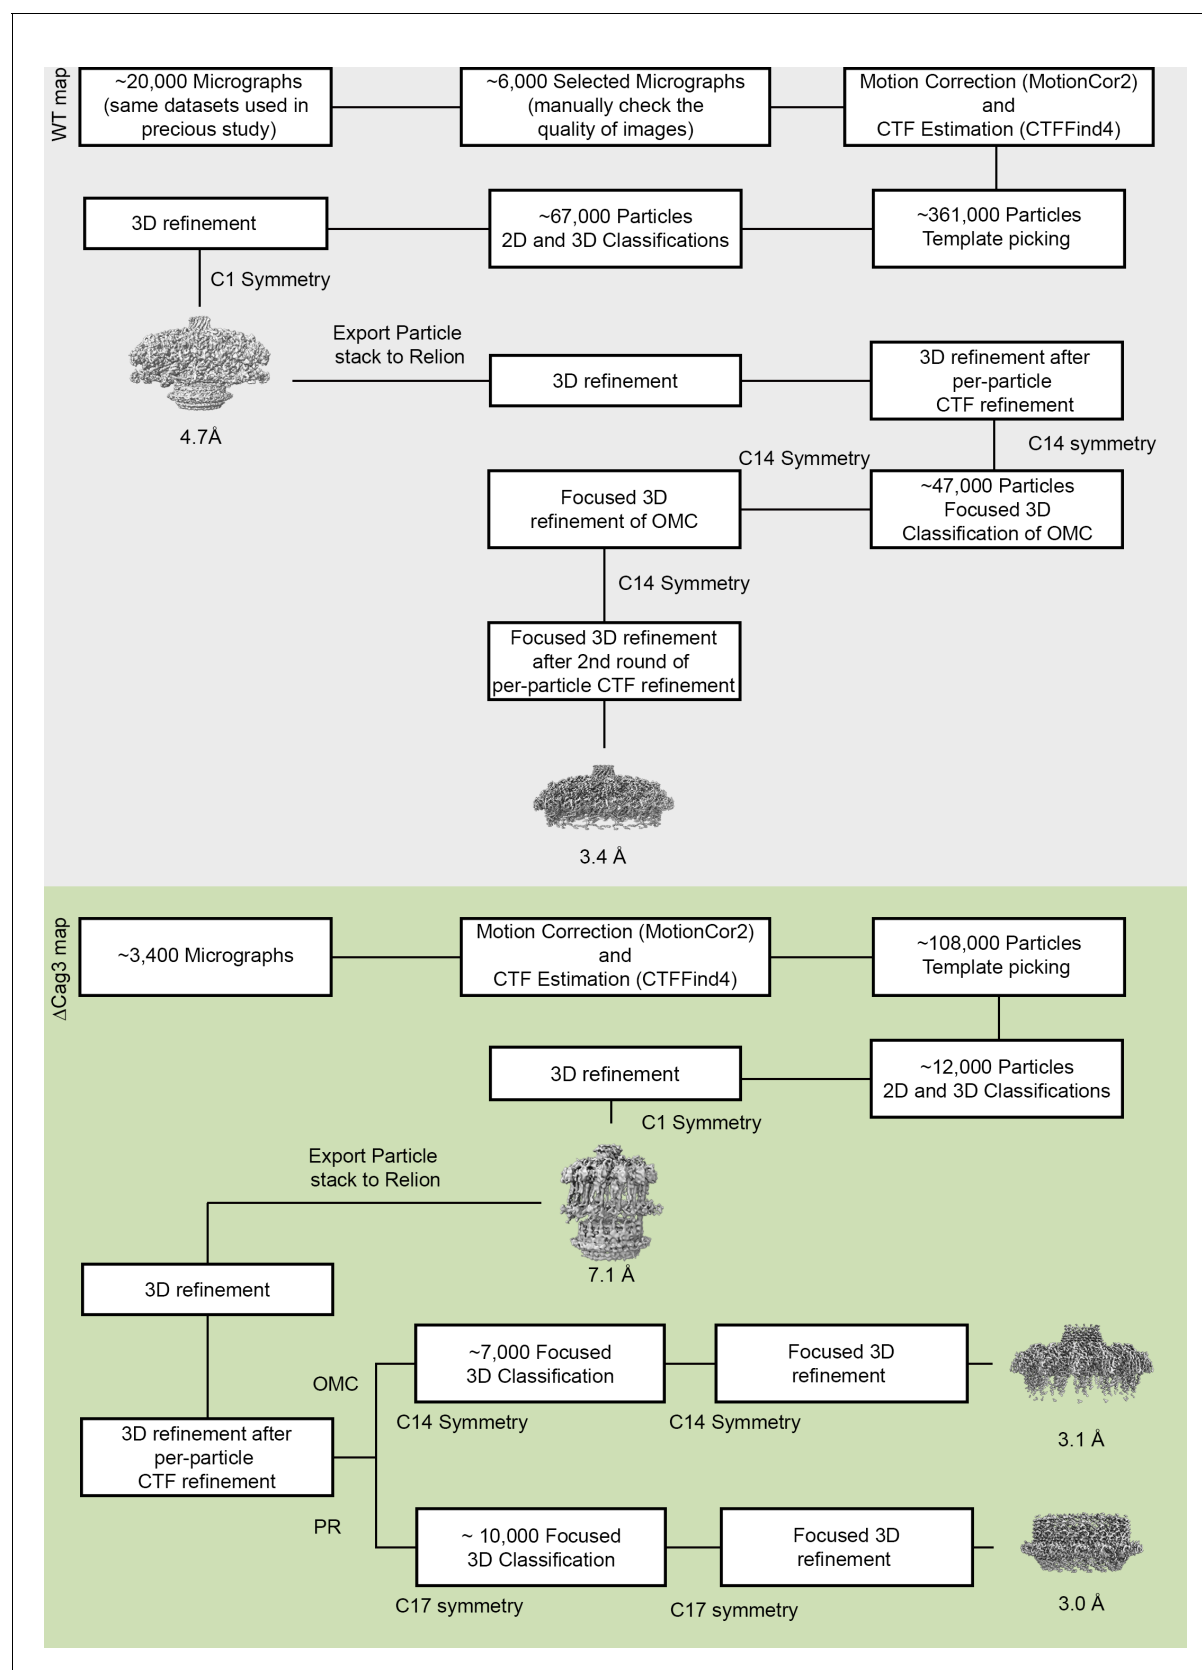 WT map
~20,000 Micrographs
(same datasets used in
precious study)
~6,000 Selected Micrographs
(manually check the
quality of images)
Motion Correction (MotionCor2)
and
CTF Estimation (CTFFind4)
~361,000 Particles
Template picking
~67,000 Particles
2D and 3D Classifications
3D refinement
C1 Symmetry
4.7Å
Export Particle
stack to Relion
3D refinement
3D refinement after
per-particle
CTF refinement
C14 symmetry
~47,000 Particles
Focused 3D
Classification of OMC
C14 Symmetry
Focused 3D
refinement of OMC
C14 Symmetry
Focused 3D refinement
after 2nd round of
per-particle CTF refinement
3.4 Å
ΔCag3 map
~3,400 Micrographs
Motion Correction (MotionCor2)
and
CTF Estimation (CTFFind4)
~108,000 Particles
Template picking
~12,000 Particles
2D and 3D Classifications
3D refinement
C1 Symmetry
7.1 Å
Export Particle
stack to Relion
3D refinement
3D refinement after
per-particle
CTF refinement
OMC
~7,000 Focused
3D Classification
C14 Symmetry
Focused 3D
refinement
C14 Symmetry
3.1 Å
PR
~ 10,000 Focused
3D Classification
C17 symmetry
Focused 3D
refinement
C17 symmetry
3.0 Å